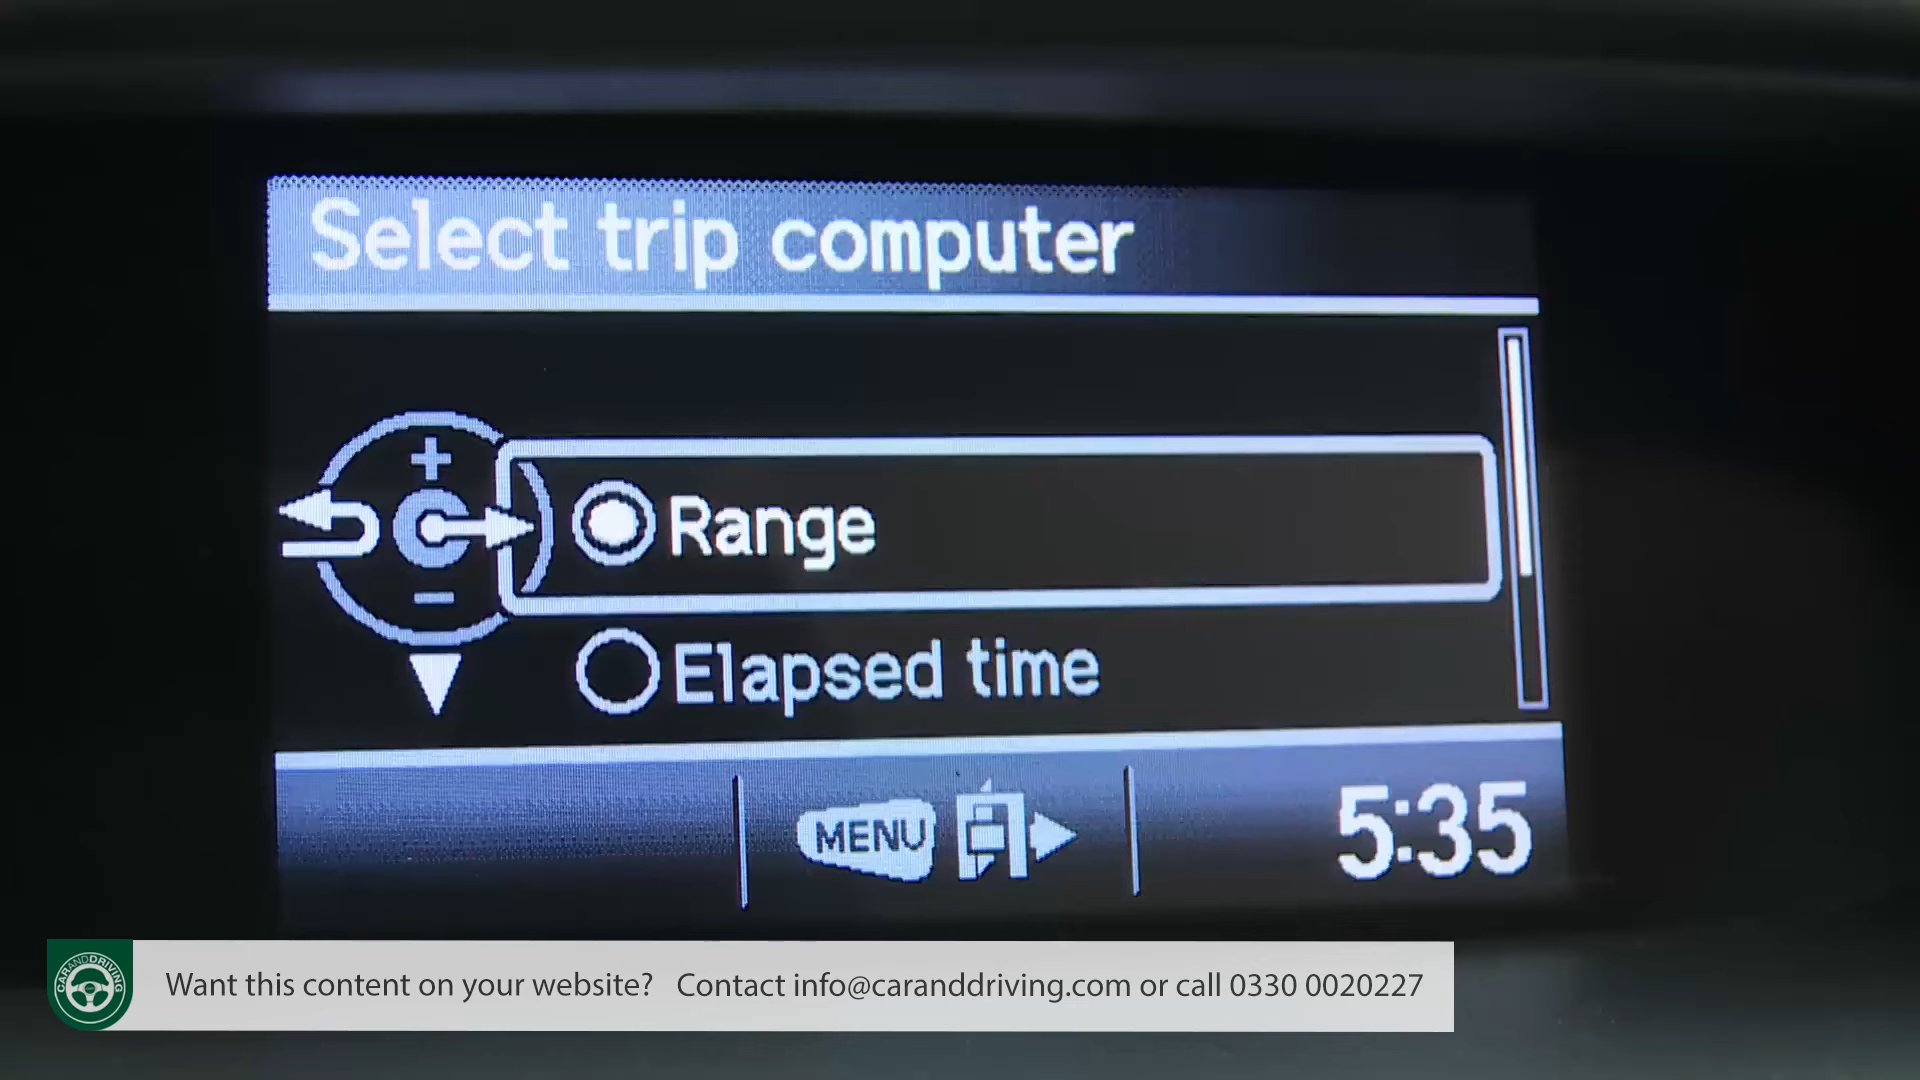 Select trip computer
+
Range
−
Elapsed time
MENU
5:35
CARANDDRIVING
Want this content on your website? Contact info@caranddriving.com or call 0330 0020227